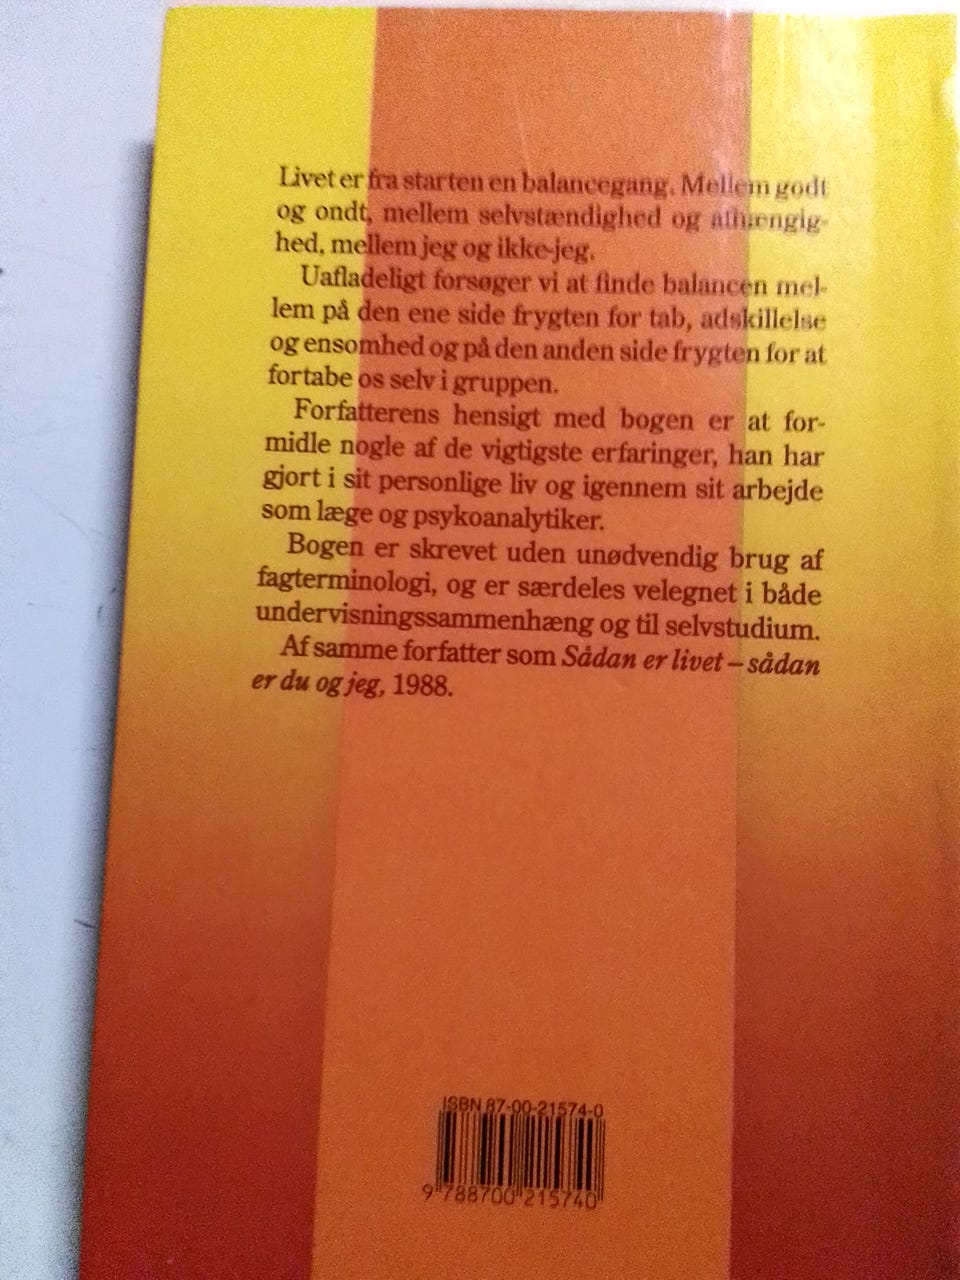 Livet er fra starten en balancegang. Mellem godt
og ondt, mellem selvstændighed og afhængig-
hed, mellem jeg og ikke-jeg.
Uafladeligt forsøger vi at finde balancen mel-
lem på den ene side frygten for tab, adskillelse
og ensomhed og på den anden side frygten for at
fortabe os selv i gruppen.
Forfatterens hensigt med bogen er at for-
midle nogle af de vigtigste erfaringer, han har
gjort i sit personlige liv og igennem sit arbejde
som læge og psykoanalytiker.
Bogen er skrevet uden unødvendig brug af
fagterminologi, og er særdeles velegnet i både
undervisningssammenhæng og til selvstudium.
Af samme forfatter som Sådan er livet – sådan
er du og jeg, 1988.
ISBN 87-00-21574-0
9 788700 215740